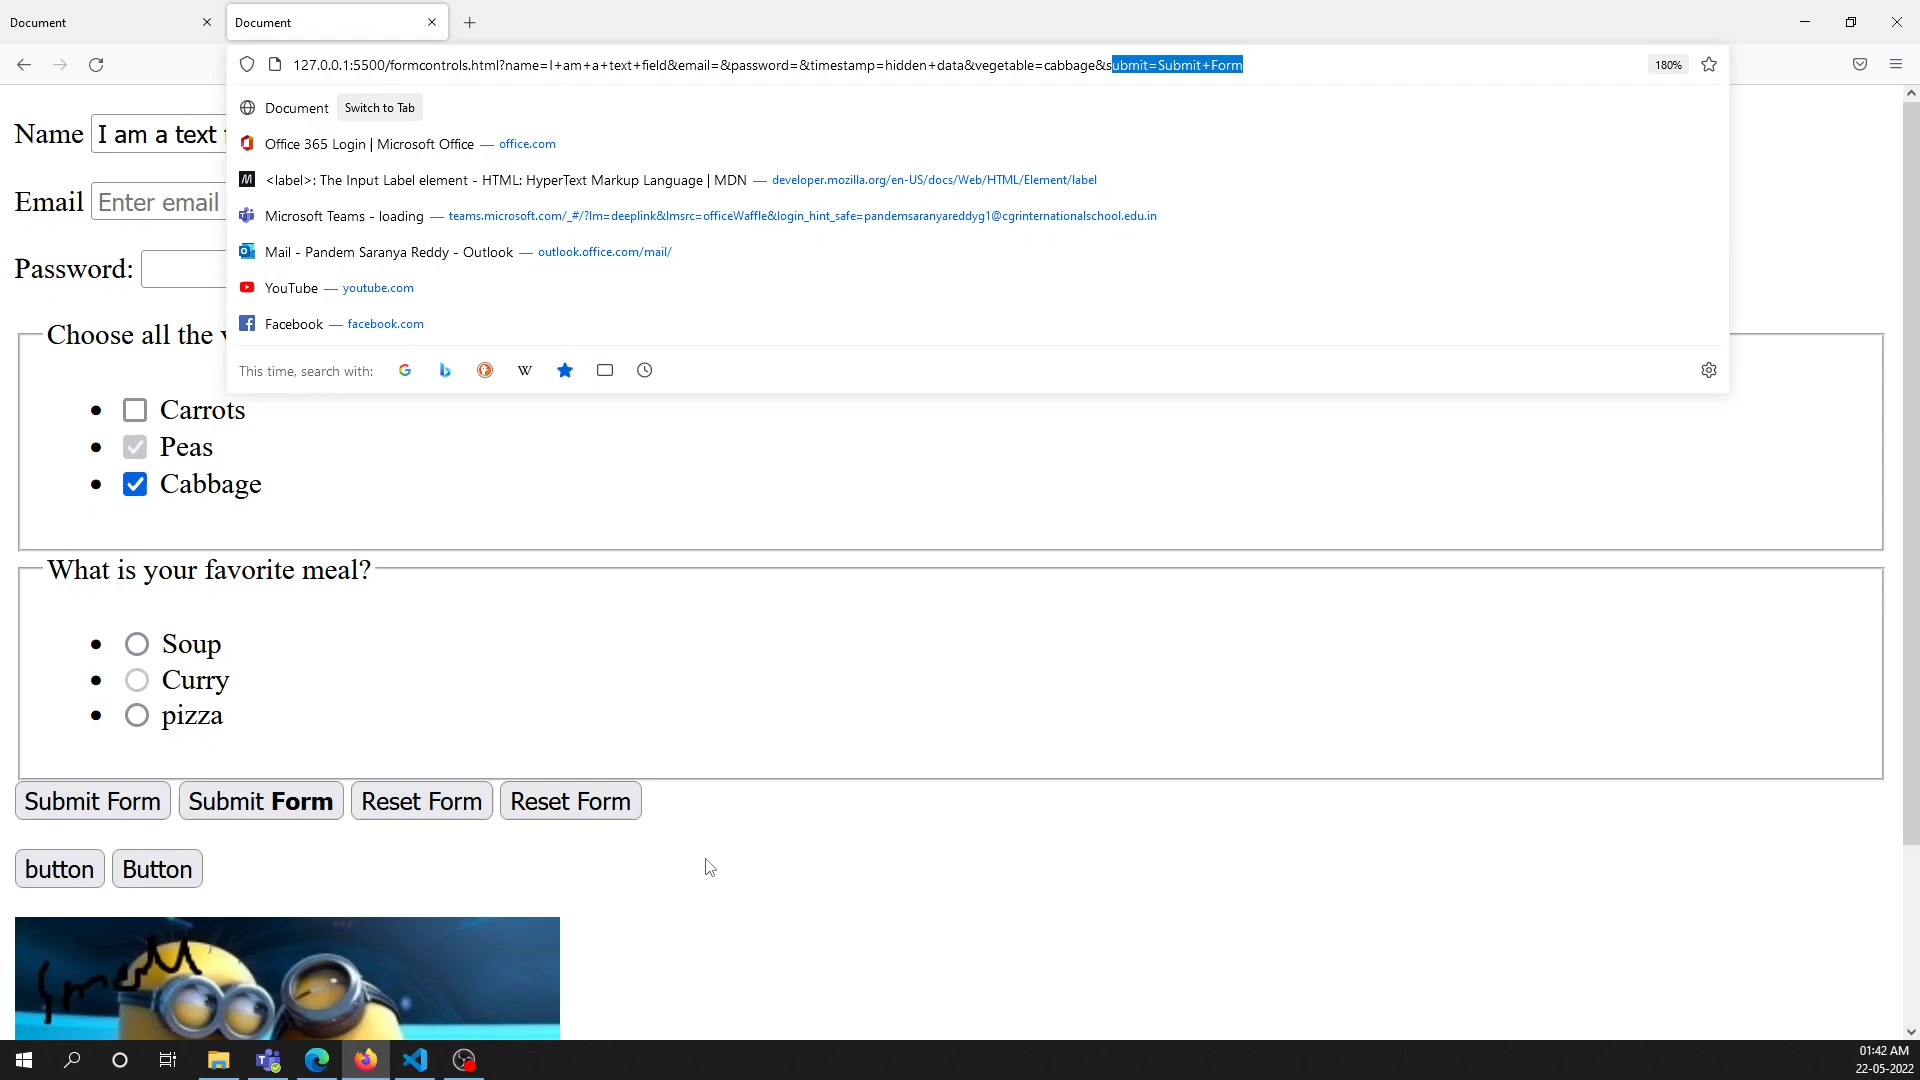 Document
Document
127.0.0.1:5500/formcontrols.html?name=I+am+a+text+field&email=&password=&timestamp=hidden+data&vegetable=cabbage&submit=Submit+Form
180%
Document Switch to Tab
Office 365 Login | Microsoft Office — office.com
<label>: The Input Label element - HTML: HyperText Markup Language | MDN — developer.mozilla.org/en-US/docs/Web/HTML/Element/label
Microsoft Teams - loading — teams.microsoft.com/_#/?lm=deeplink&lmsrc=officeWaffle&login_hint_safe=pandemsaranyareddyg1@cgrinternationalschool.edu.in
Mail - Pandem Saranya Reddy - Outlook — outlook.office.com/mail/
YouTube — youtube.com
Facebook — facebook.com
This time, search with:
Name I am a text
Email Enter email
Password:
Choose all the
Carrots
Peas
Cabbage
What is your favorite meal?
Soup
Curry
pizza
Submit Form Submit Form Reset Form Reset Form
button Button
01:42 AM
22-05-2022